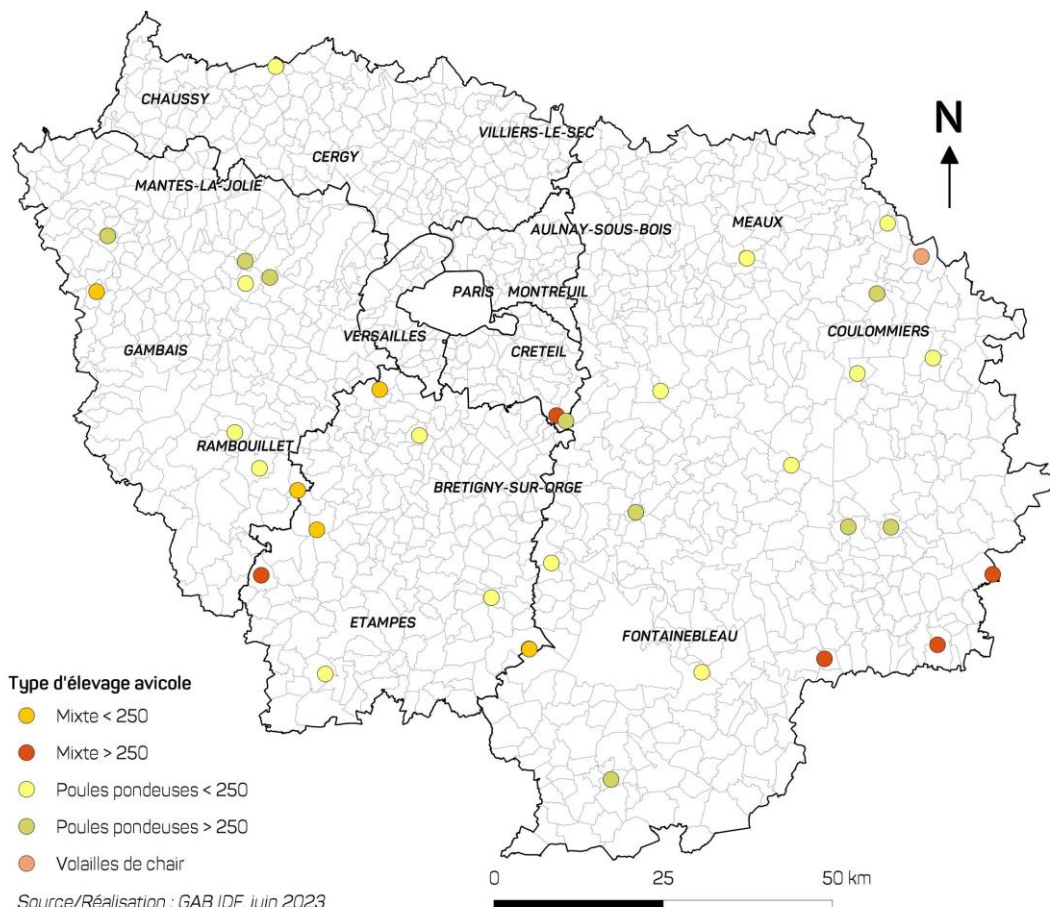 CHAUSSY
VILLIERS-LE-SEC
N
CERGY
MANTES-LA-JOLIE
AULNAY-SOUS-BOIS
MEAUX
PARIS
MONTREUIL
VERSAILLES
COULOMMIERS
GAMBAIS
CRETEIL
RAMBOUILLET
BRETIGNY-SUR-ORGE
ETAMPES
FONTAINEBLEAU
Type d'élevage avicole
Mixte < 250
Mixte > 250
Poules pondeuses < 250
Poules pondeuses > 250
Volailles de chair
Source/Réalisation : GAB IDF, juin 2023
0 25 50 km